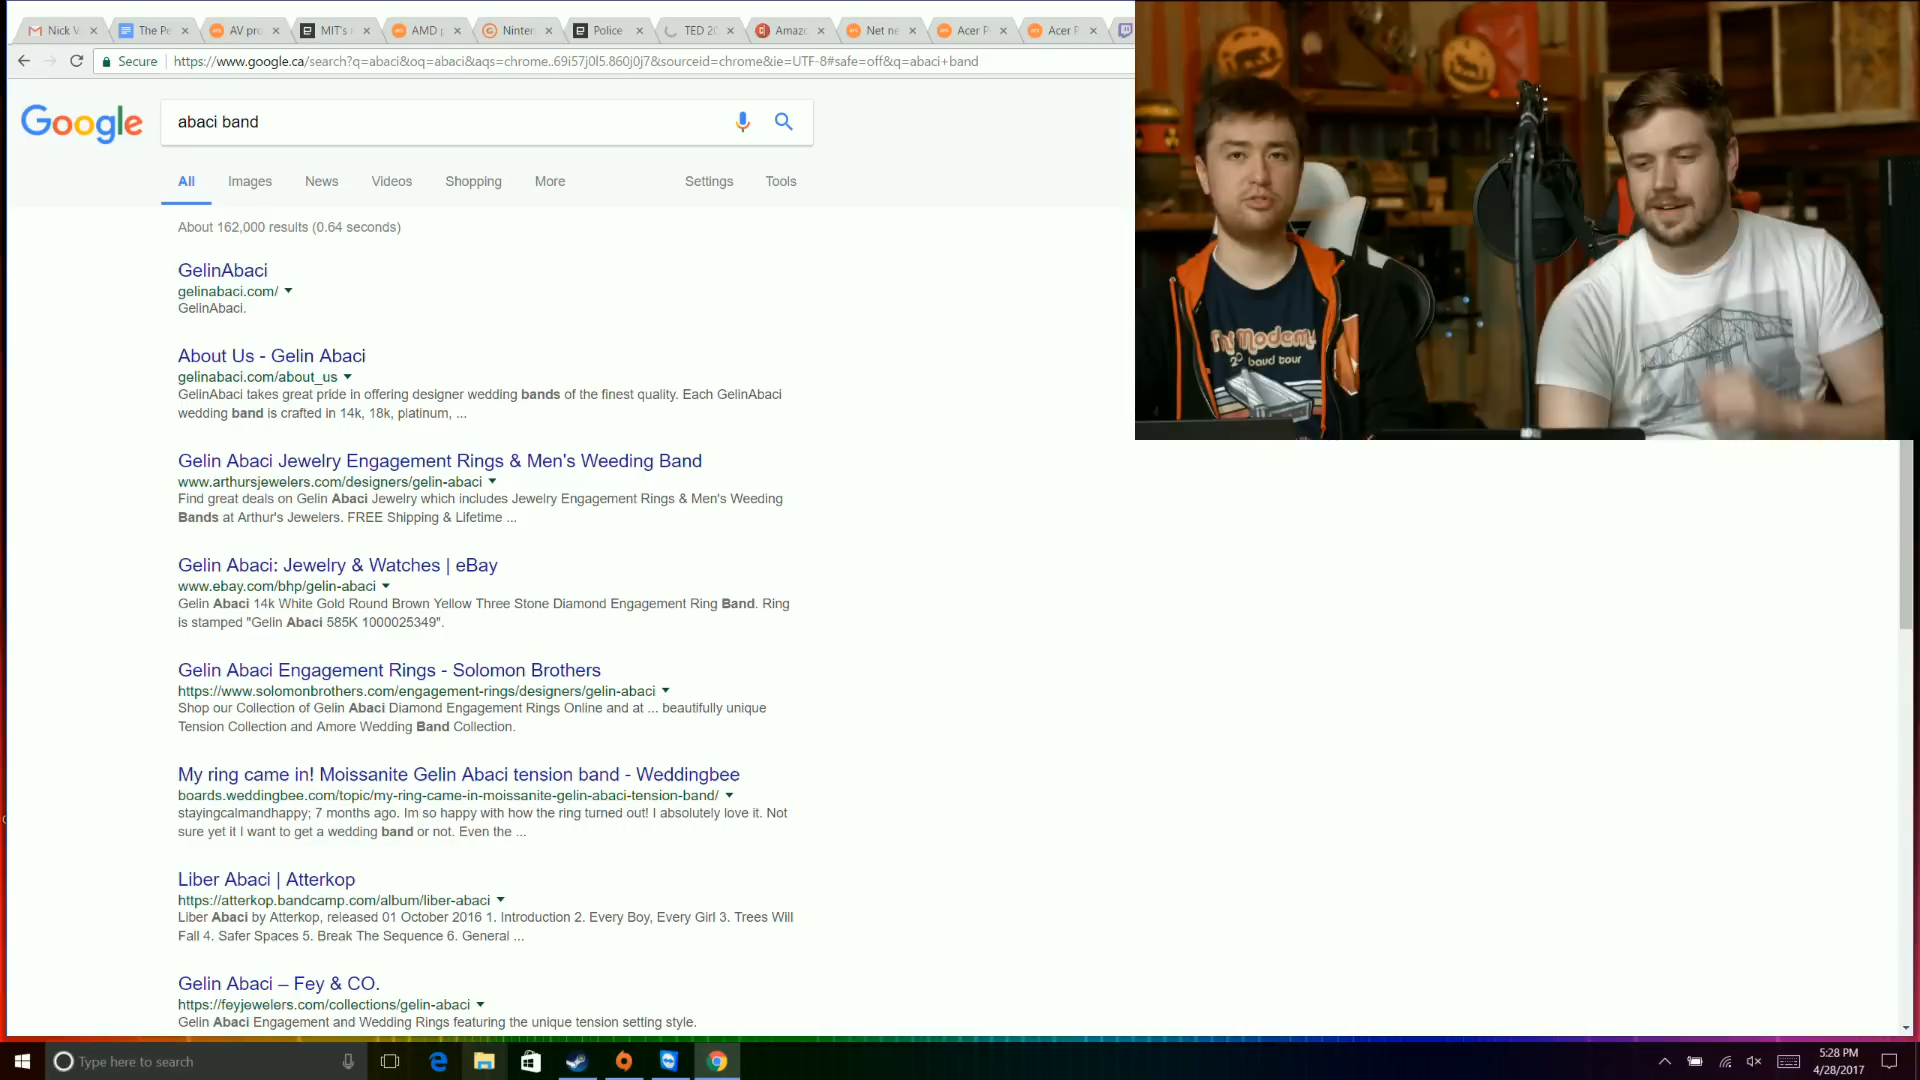 Nick V
The Pe
AV pro
MIT's r
AMD p
Ninten
Police
TED 20
Amazo
Net ne
Acer P
Acer P
Secure
https://www.google.ca/search?q=abaci&oq=abaci&aqs=chrome..69i57j0l5.860j0j7&sourceid=chrome&ie=UTF-8#safe=off&q=abaci+band
Google
abaci band
All
Images
News
Videos
Shopping
More
Settings
Tools
About 162,000 results (0.64 seconds)
GelinAbaci
gelinabaci.com/
GelinAbaci.
About Us - Gelin Abaci
gelinabaci.com/about_us
GelinAbaci takes great pride in offering designer wedding bands of the finest quality. Each GelinAbaci
wedding band is crafted in 14k, 18k, platinum, ...
Gelin Abaci Jewelry Engagement Rings & Men's Weeding Band
www.arthursjewelers.com/designers/gelin-abaci
Find great deals on Gelin Abaci Jewelry which includes Jewelry Engagement Rings & Men's Weeding
Bands at Arthur's Jewelers. FREE Shipping & Lifetime ...
Gelin Abaci: Jewelry & Watches | eBay
www.ebay.com/bhp/gelin-abaci
Gelin Abaci 14k White Gold Round Brown Yellow Three Stone Diamond Engagement Ring Band. Ring
is stamped "Gelin Abaci 585K 1000025349".
Gelin Abaci Engagement Rings - Solomon Brothers
https://www.solomonbrothers.com/engagement-rings/designers/gelin-abaci
Shop our Collection of Gelin Abaci Diamond Engagement Rings Online and at ... beautifully unique
Tension Collection and Amore Wedding Band Collection.
My ring came in! Moissanite Gelin Abaci tension band - Weddingbee
boards.weddingbee.com/topic/my-ring-came-in-moissanite-gelin-abaci-tension-band/
stayingcalmandhappy; 7 months ago. Im so happy with how the ring turned out! I absolutely love it. Not
sure yet it I want to get a wedding band or not. Even the ...
Liber Abaci | Atterkop
https://atterkop.bandcamp.com/album/liber-abaci
Liber Abaci by Atterkop, released 01 October 2016 1. Introduction 2. Every Boy, Every Girl 3. Trees Will
Fall 4. Safer Spaces 5. Break The Sequence 6. General ...
Gelin Abaci – Fey & CO.
https://feyjewelers.com/collections/gelin-abaci
Gelin Abaci Engagement and Wedding Rings featuring the unique tension setting style.
Modem
baud tour
Type here to search
5:28 PM
4/28/2017